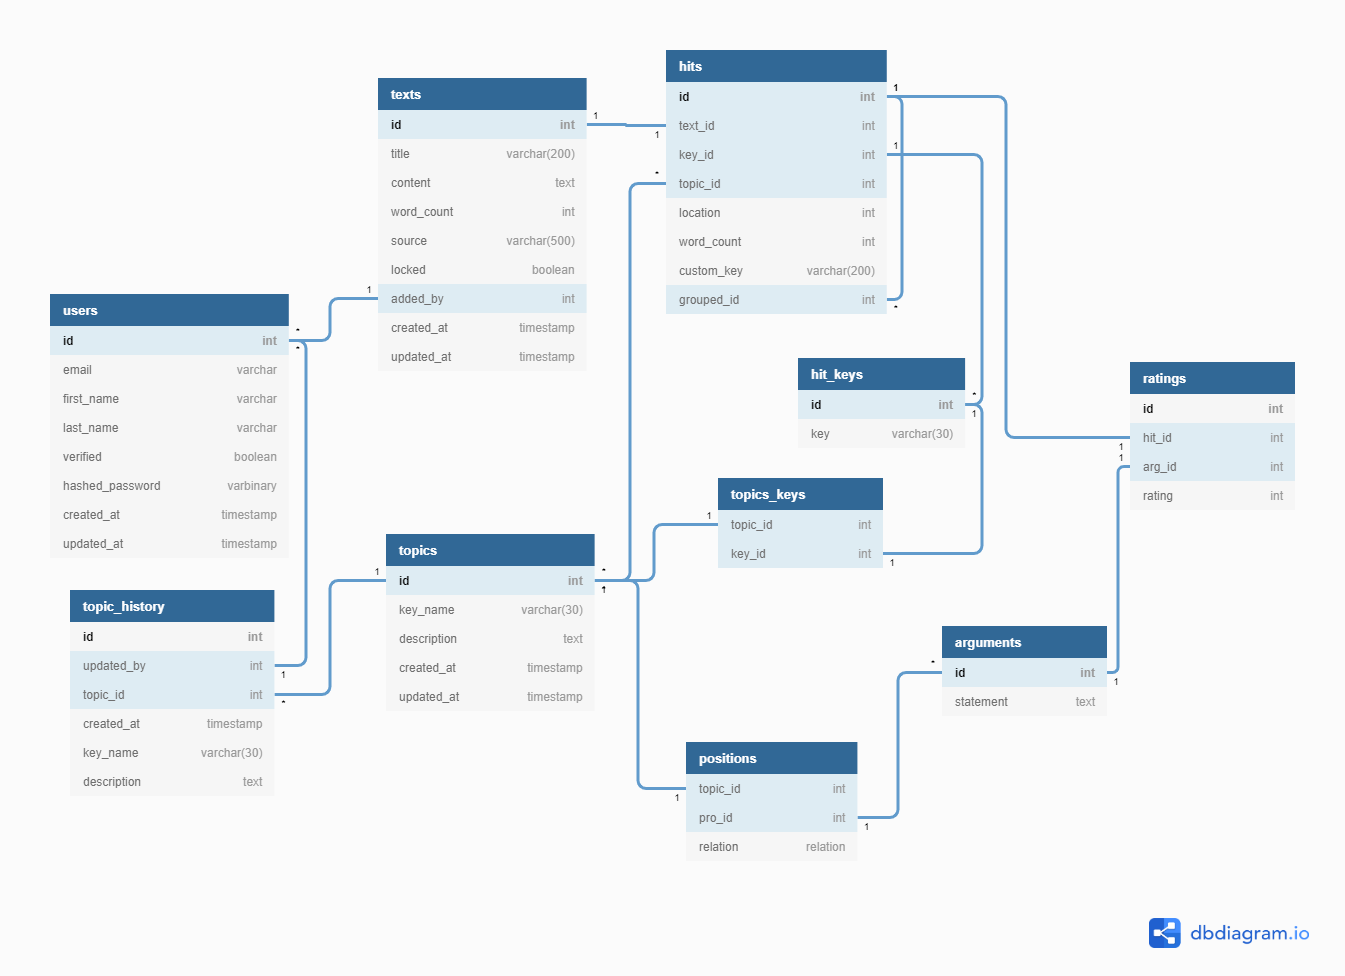 hits
id int
text_id int
key_id int
topic_id int
location int
word_count int
custom_key varchar(200)
grouped_id int
1
1
*
texts
id int
title varchar(200)
content text
word_count int
source varchar(500)
locked boolean
added_by int
created_at timestamp
updated_at timestamp
1
1
1
*
users
id int
email varchar
first_name varchar
last_name varchar
verified boolean
hashed_password varbinary
created_at timestamp
updated_at timestamp
*
*
hit_keys
id int
key varchar(30)
*
1
ratings
id int
hit_id int
arg_id int
rating int
1
1
topics_keys
topic_id int
key_id int
1
1
topics
id int
key_name varchar(30)
description text
created_at timestamp
updated_at timestamp
1
*
1
topic_history
id int
updated_by int
topic_id int
created_at timestamp
key_name varchar(30)
description text
1
*
arguments
id int
statement text
*
1
positions
topic_id int
pro_id int
relation relation
1
1
dbdiagram.io